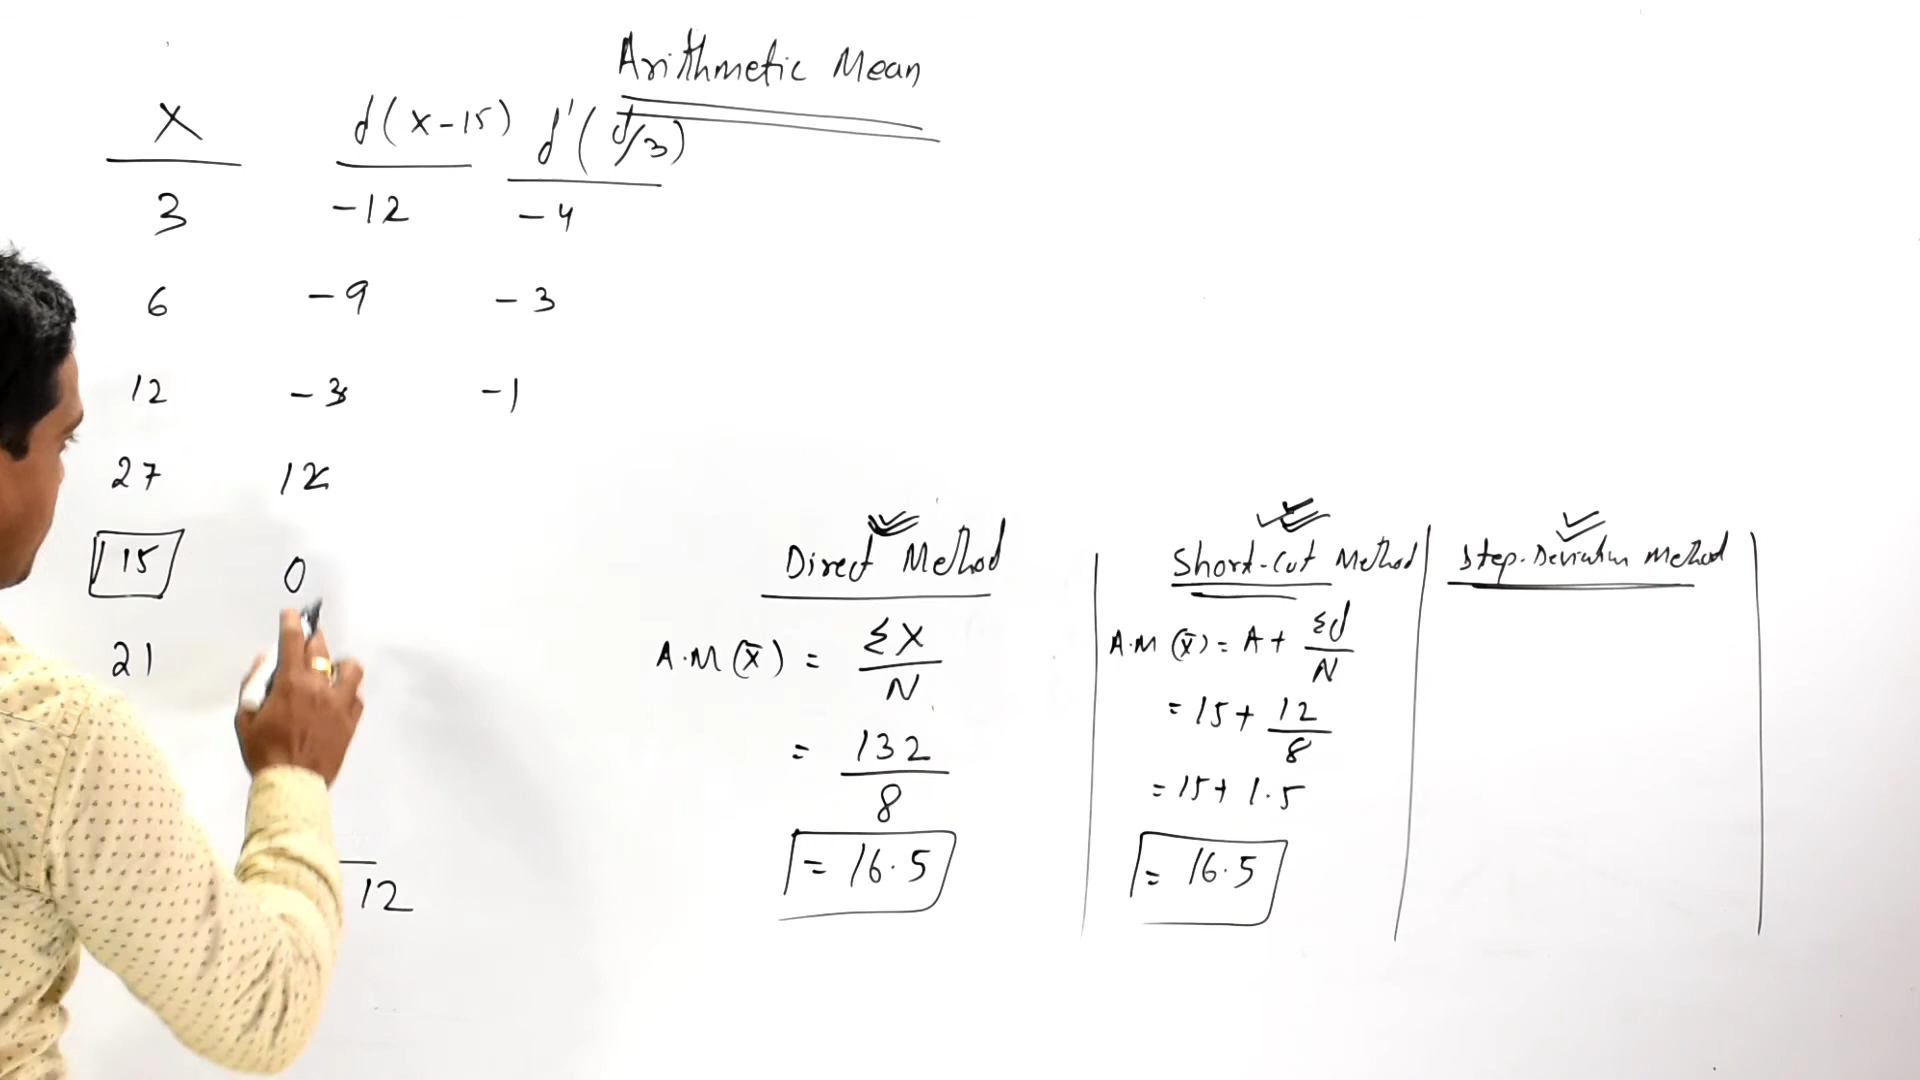 Arithmetic Mean
X d(x-15) d'(d/3)
3 -12 -4
6 -9 -3
12 -3 -1
27 12
15 0
21
12
Direct Method
A.M (x̄) = ΣX/N
= 132/8
= 16.5
Short-Cut Method
A.M (x̄) = A + Σd/N
= 15 + 12/8
= 15 + 1.5
= 16.5
Step-Deviation Method